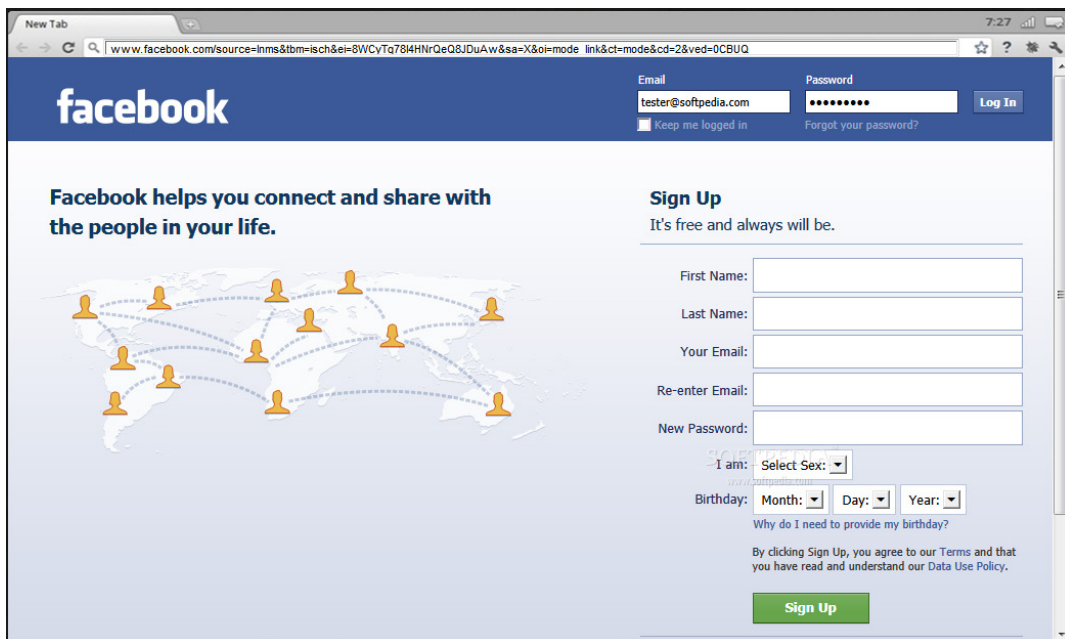 New Tab
7:27
www.facebook.com/source=lnms&tbm=isch&ei=8WCyTq78I4HNrQeQ8JDuAw&sa=X&oi=mode_link&ct=mode&cd=2&ved=0CBUQ
facebook
Email
Password
tester@softpedia.com
•••••••••
Log In
Keep me logged in
Forgot your password?
Facebook helps you connect and share with
the people in your life.
Sign Up
It's free and always will be.
First Name:
Last Name:
Your Email:
Re-enter Email:
New Password:
SOFTPEDIA
I am: Select Sex:
www.softpedia.com
Birthday: Month: Day: Year:
Why do I need to provide my birthday?
By clicking Sign Up, you agree to our Terms and that
you have read and understand our Data Use Policy.
Sign Up